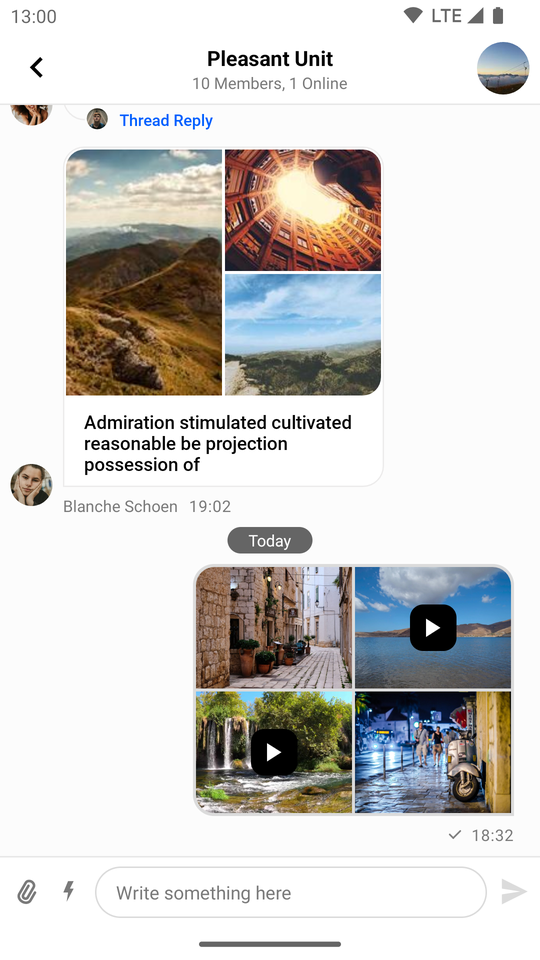 13:00
LTE
Pleasant Unit
10 Members, 1 Online
Thread Reply
Admiration stimulated cultivated
reasonable be projection
possession of
Blanche Schoen 19:02
Today
18:32
Write something here